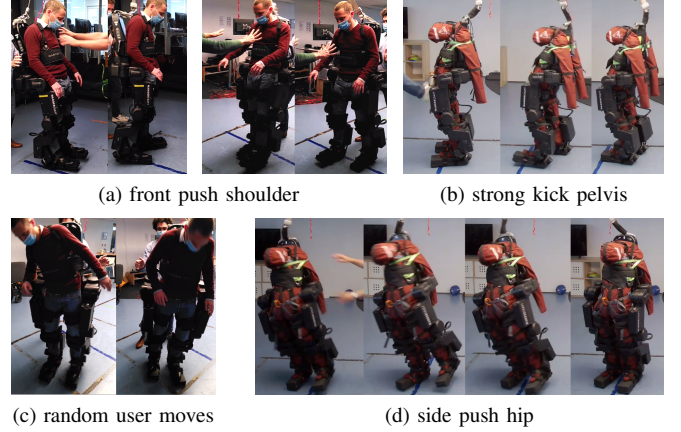 (a) front push shoulder
(b) strong kick pelvis
(c) random user moves
(d) side push hip